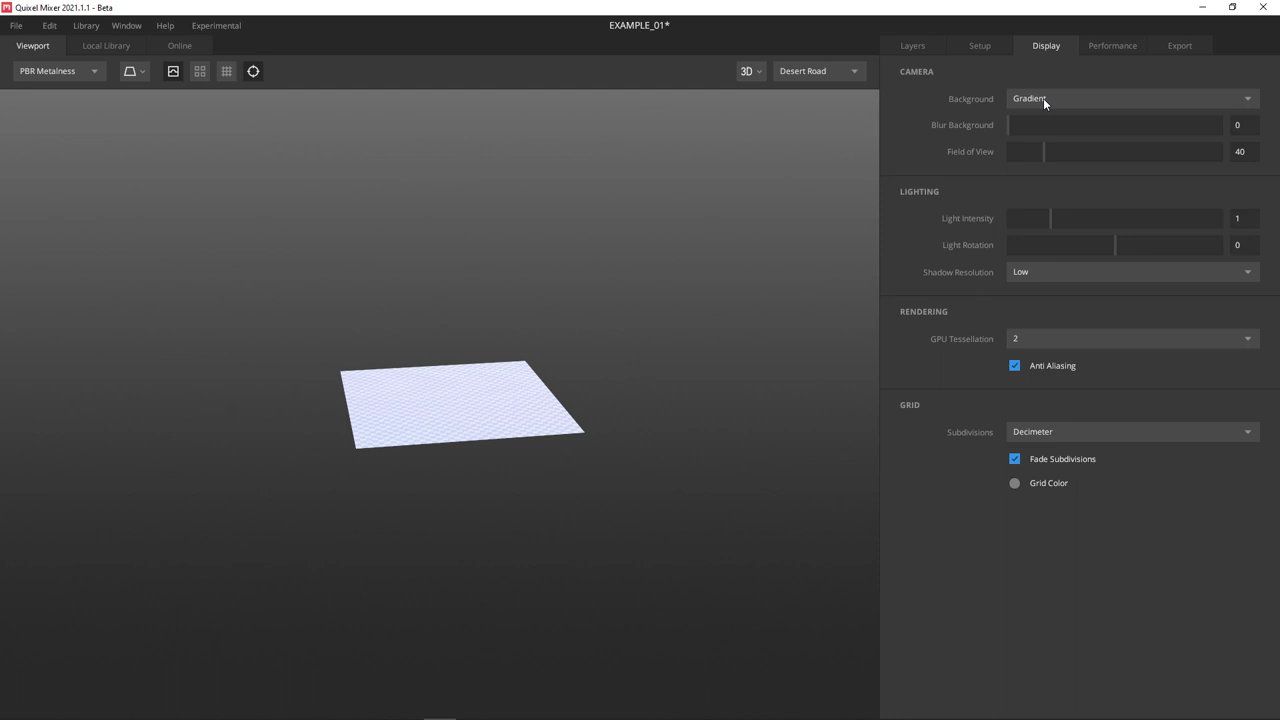 Quixel Mixer 2021.1.1 - Beta
File Edit Library Window Help Experimental EXAMPLE_01*
Viewport Local Library Online Layers Setup Display Performance Export
PBR Metalness 3D Desert Road
CAMERA
Background Gradient
Blur Background 0
Field of View 40
LIGHTING
Light Intensity 1
Light Rotation 0
Shadow Resolution Low
RENDERING
GPU Tessellation 2
Anti Aliasing
GRID
Subdivisions Decimeter
Fade Subdivisions
Grid Color